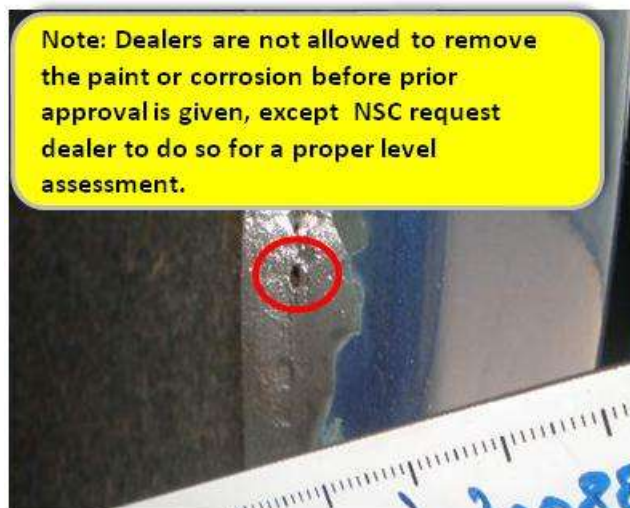 Note: Dealers are not allowed to remove
the paint or corrosion before prior
approval is given, except NSC request
dealer to do so for a proper level
assessment.